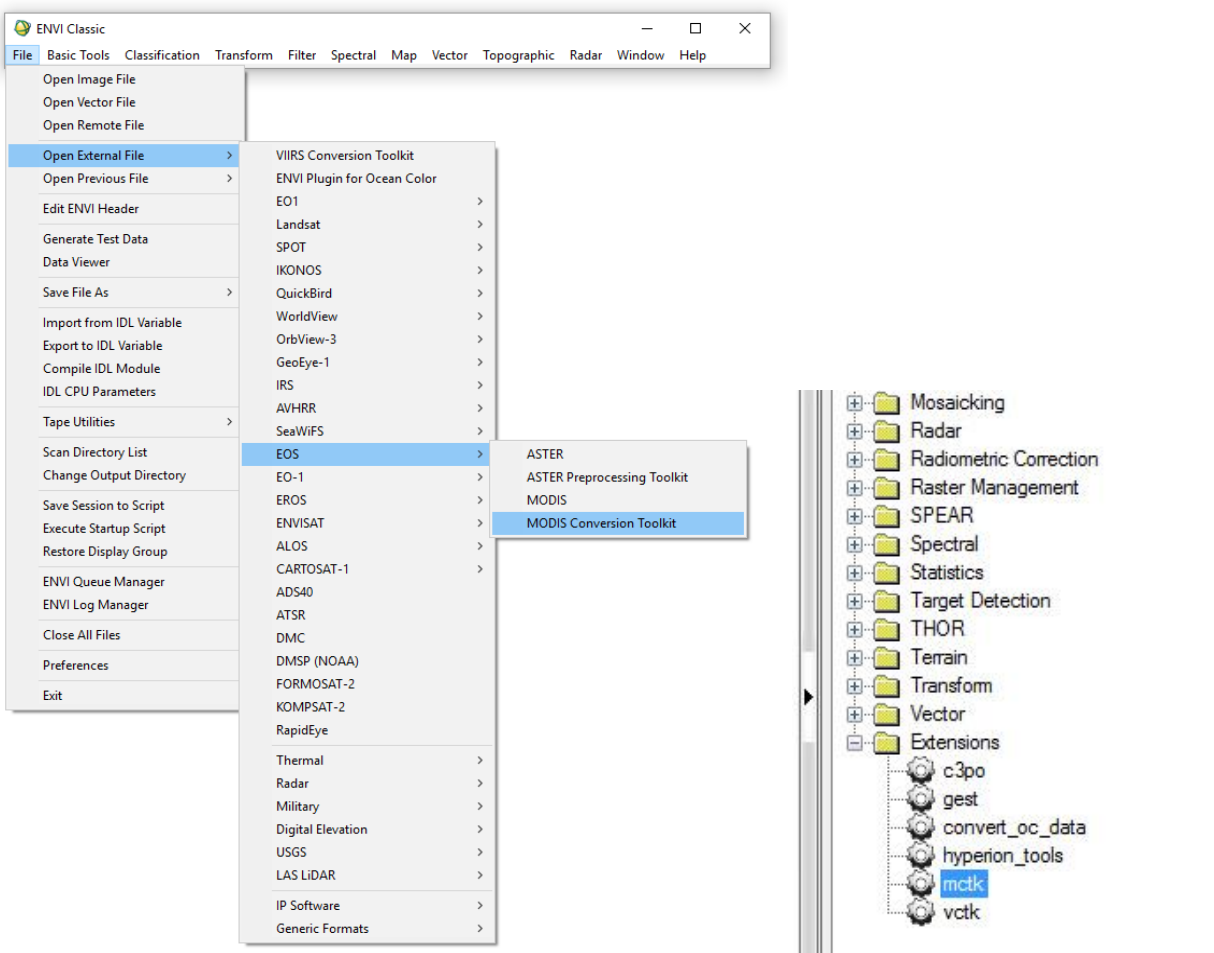 ENVI Classic
File Basic Tools Classification Transform Filter Spectral Map Vector Topographic Radar Window Help
Open Image File
Open Vector File
Open Remote File
Open External File
Open Previous File
Edit ENVI Header
Generate Test Data
Data Viewer
Save File As
Import from IDL Variable
Export to IDL Variable
Compile IDL Module
IDL CPU Parameters
Tape Utilities
Scan Directory List
Change Output Directory
Save Session to Script
Execute Startup Script
Restore Display Group
ENVI Queue Manager
ENVI Log Manager
Close All Files
Preferences
Exit
VIIRS Conversion Toolkit
ENVI Plugin for Ocean Color
EO1
Landsat
SPOT
IKONOS
QuickBird
WorldView
OrbView-3
GeoEye-1
IRS
AVHRR
SeaWiFS
EOS
EO-1
EROS
ENVISAT
ALOS
CARTOSAT-1
ADS40
ATSR
DMC
DMSP (NOAA)
FORMOSAT-2
KOMPSAT-2
RapidEye
Thermal
Radar
Military
Digital Elevation
USGS
LAS LiDAR
IP Software
Generic Formats
ASTER
ASTER Preprocessing Toolkit
MODIS
MODIS Conversion Toolkit
Mosaicking
Radar
Radiometric Correction
Raster Management
SPEAR
Spectral
Statistics
Target Detection
THOR
Terrain
Transform
Vector
Extensions
c3po
gest
convert_oc_data
hyperion_tools
mctk
vctk